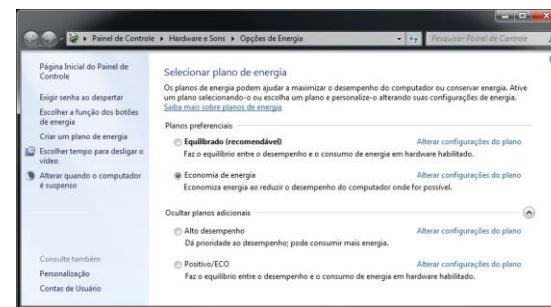 Painel de Controle ▸ Hardware e Sons ▸ Opções de Energia
Pesquisar Painel de Controle
Página Inicial do Painel de
Controle
Exigir senha ao despertar
Escolher a função dos botões
de energia
Criar um plano de energia
Escolher tempo para desligar o
vídeo
Alterar quando o computador
é suspenso
Consulte também
Personalização
Contas de Usuário
Selecionar plano de energia
Os planos de energia podem ajudar a maximizar o desempenho do computador ou conservar energia. Ative
um plano selecionando-o ou escolha um plano e personalize-o alterando suas configurações de energia.
Saiba mais sobre planos de energia
Planos preferenciais
Equilibrado (recomendável) Alterar configurações do plano
Faz o equilíbrio entre o desempenho e o consumo de energia em hardware habilitado.
Economia de energia Alterar configurações do plano
Economiza energia ao reduzir o desempenho do computador onde for possível.
Ocultar planos adicionais
Alto desempenho Alterar configurações do plano
Dá prioridade ao desempenho; pode consumir mais energia.
Positivo/ECO Alterar configurações do plano
Faz o equilíbrio entre o desempenho e o consumo de energia em hardware habilitado.